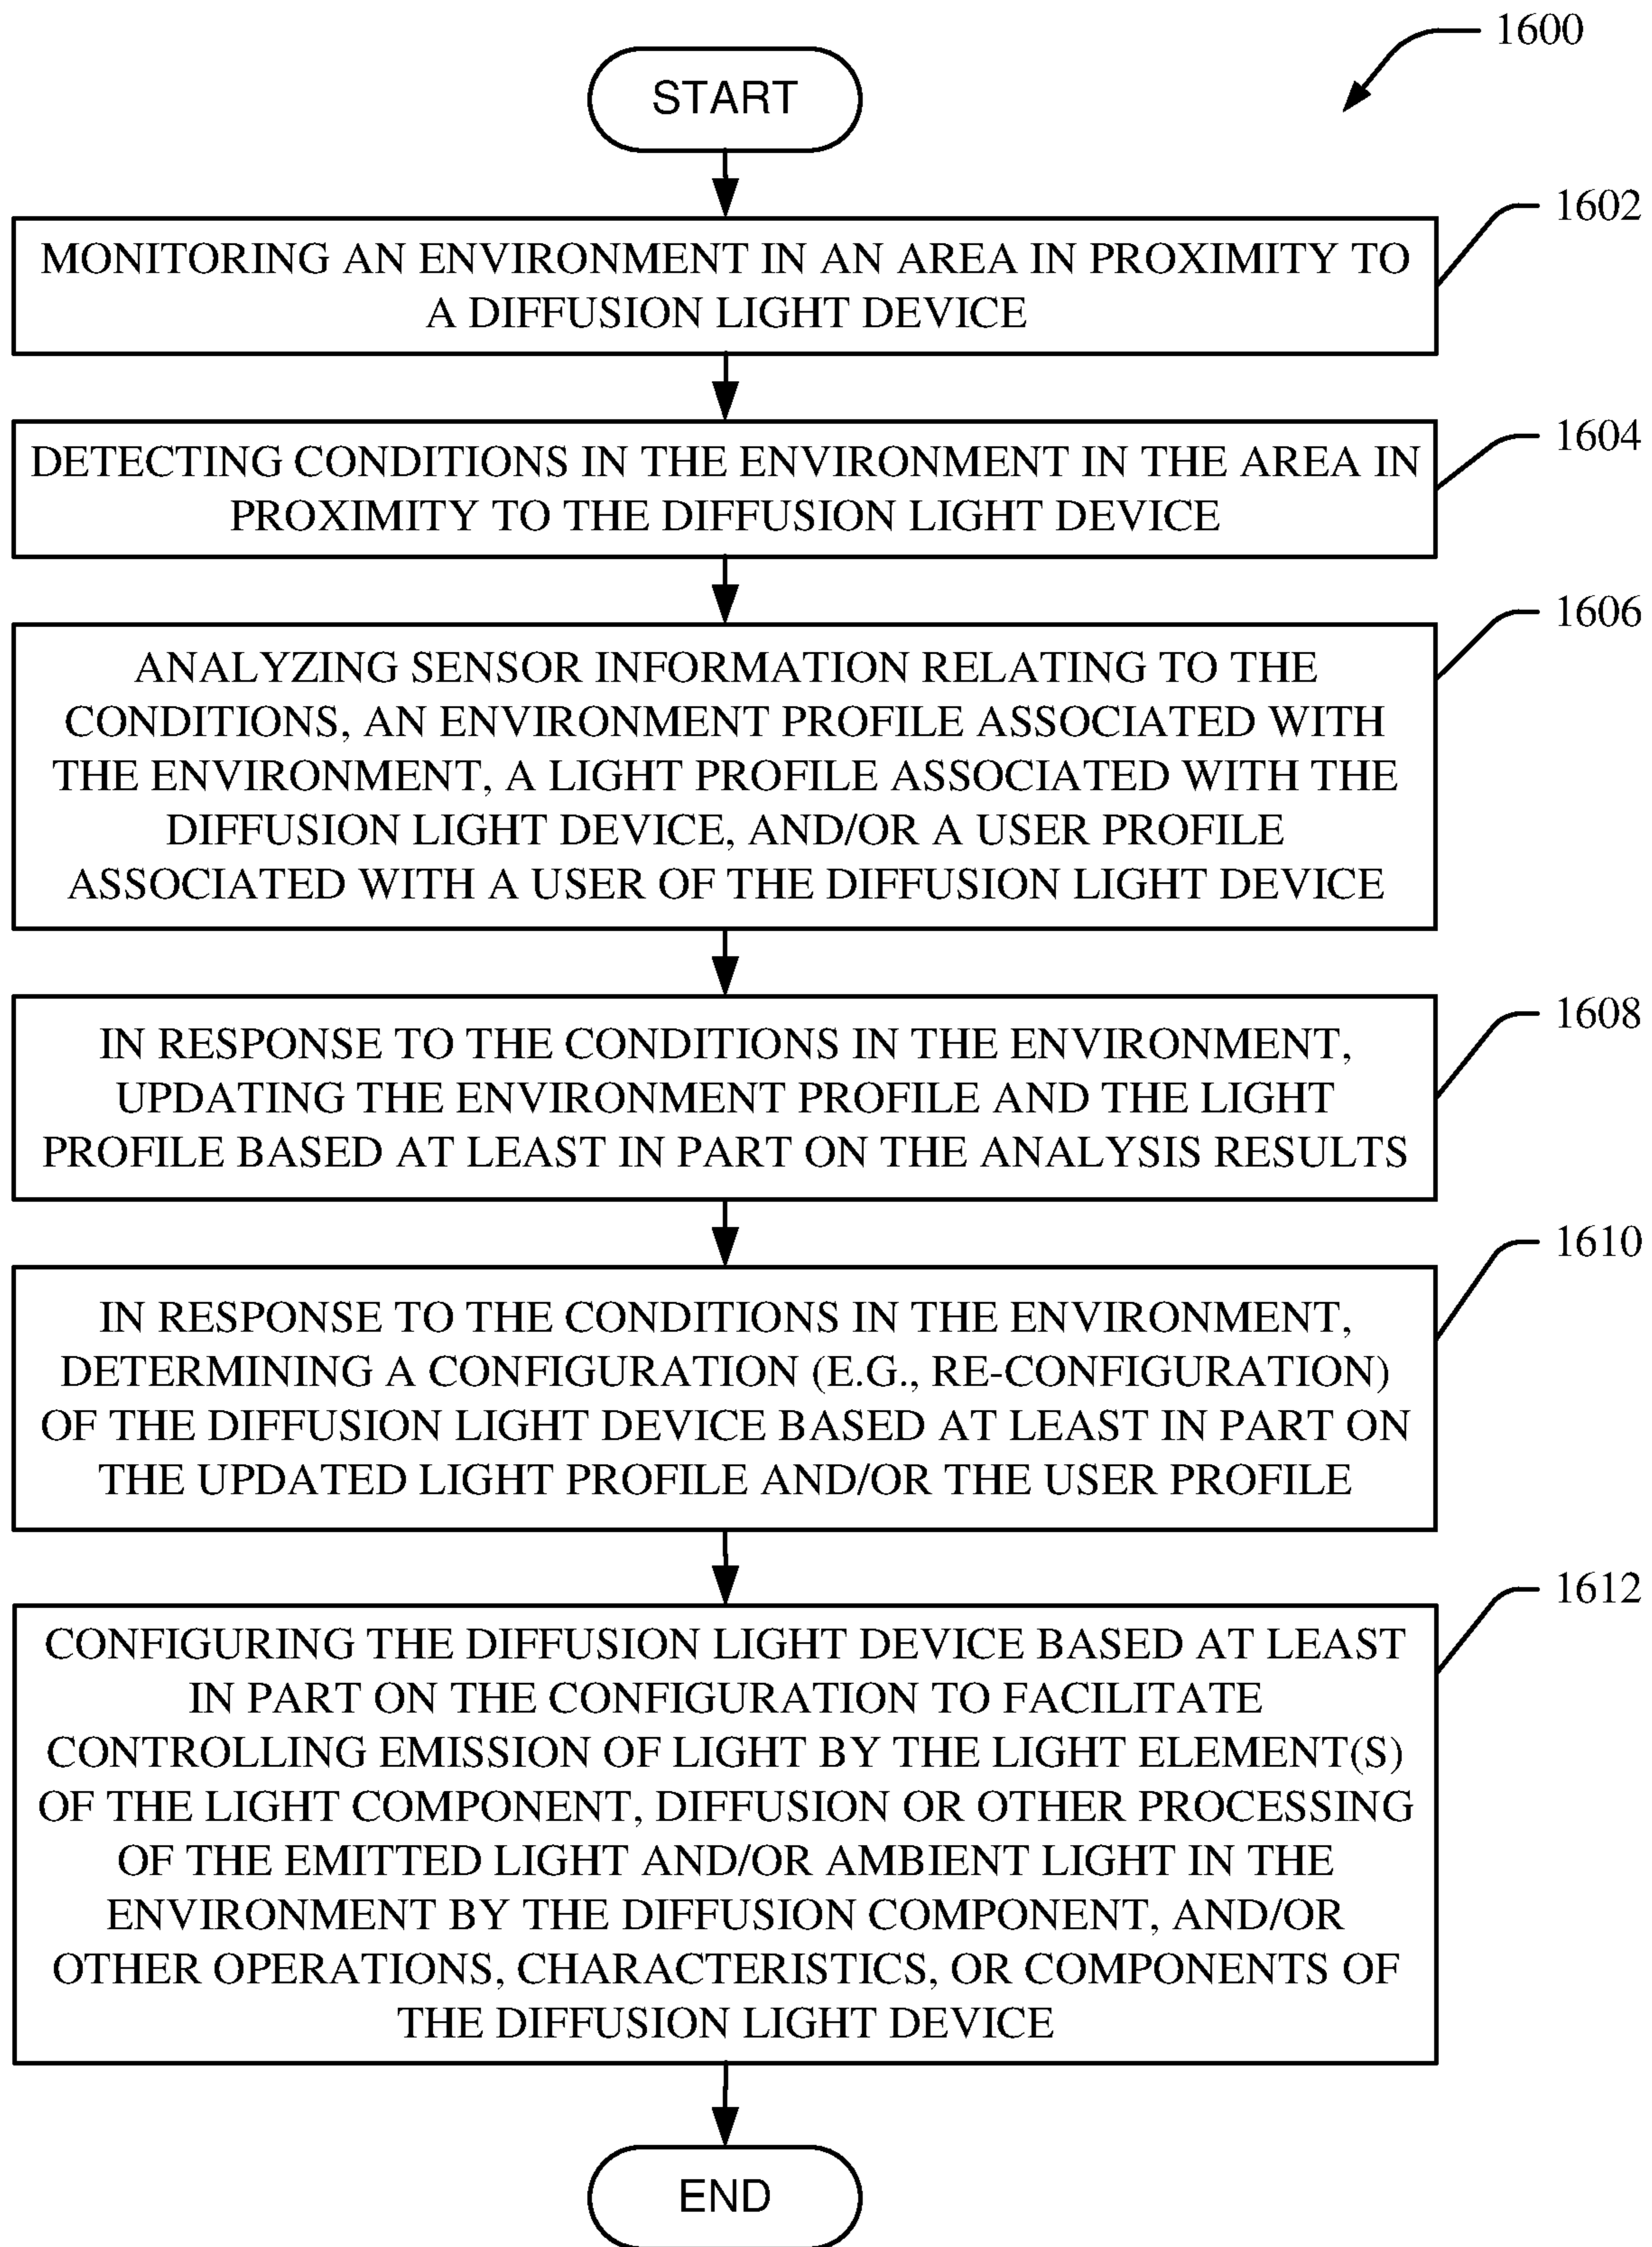 1600
START
1602
MONITORING AN ENVIRONMENT IN AN AREA IN PROXIMITY TO
A DIFFUSION LIGHT DEVICE
1604
DETECTING CONDITIONS IN THE ENVIRONMENT IN THE AREA IN
PROXIMITY TO THE DIFFUSION LIGHT DEVICE
1606
ANALYZING SENSOR INFORMATION RELATING TO THE
CONDITIONS, AN ENVIRONMENT PROFILE ASSOCIATED WITH
THE ENVIRONMENT, A LIGHT PROFILE ASSOCIATED WITH THE
DIFFUSION LIGHT DEVICE, AND/OR A USER PROFILE
ASSOCIATED WITH A USER OF THE DIFFUSION LIGHT DEVICE
1608
IN RESPONSE TO THE CONDITIONS IN THE ENVIRONMENT,
UPDATING THE ENVIRONMENT PROFILE AND THE LIGHT
PROFILE BASED AT LEAST IN PART ON THE ANALYSIS RESULTS
1610
IN RESPONSE TO THE CONDITIONS IN THE ENVIRONMENT,
DETERMINING A CONFIGURATION (E.G., RE-CONFIGURATION)
OF THE DIFFUSION LIGHT DEVICE BASED AT LEAST IN PART ON
THE UPDATED LIGHT PROFILE AND/OR THE USER PROFILE
1612
CONFIGURING THE DIFFUSION LIGHT DEVICE BASED AT LEAST
IN PART ON THE CONFIGURATION TO FACILITATE
CONTROLLING EMISSION OF LIGHT BY THE LIGHT ELEMENT(S)
OF THE LIGHT COMPONENT, DIFFUSION OR OTHER PROCESSING
OF THE EMITTED LIGHT AND/OR AMBIENT LIGHT IN THE
ENVIRONMENT BY THE DIFFUSION COMPONENT, AND/OR
OTHER OPERATIONS, CHARACTERISTICS, OR COMPONENTS OF
THE DIFFUSION LIGHT DEVICE
END